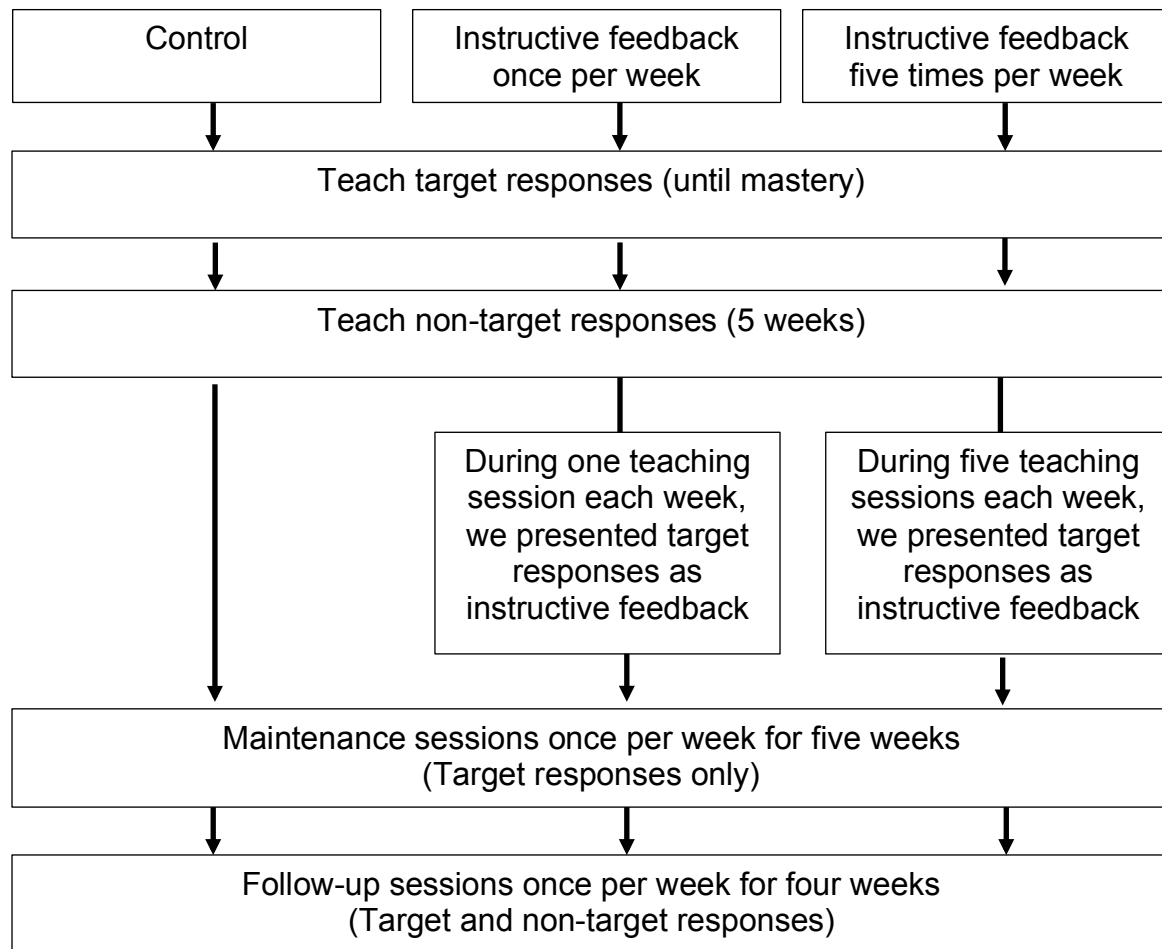 Control
Instructive feedback
once per week
Instructive feedback
five times per week
Teach target responses (until mastery)
Teach non-target responses (5 weeks)
During one teaching
session each week,
we presented target
responses as
instructive feedback
During five teaching
sessions each week,
we presented target
responses as
instructive feedback
Maintenance sessions once per week for five weeks
(Target responses only)
Follow-up sessions once per week for four weeks
(Target and non-target responses)